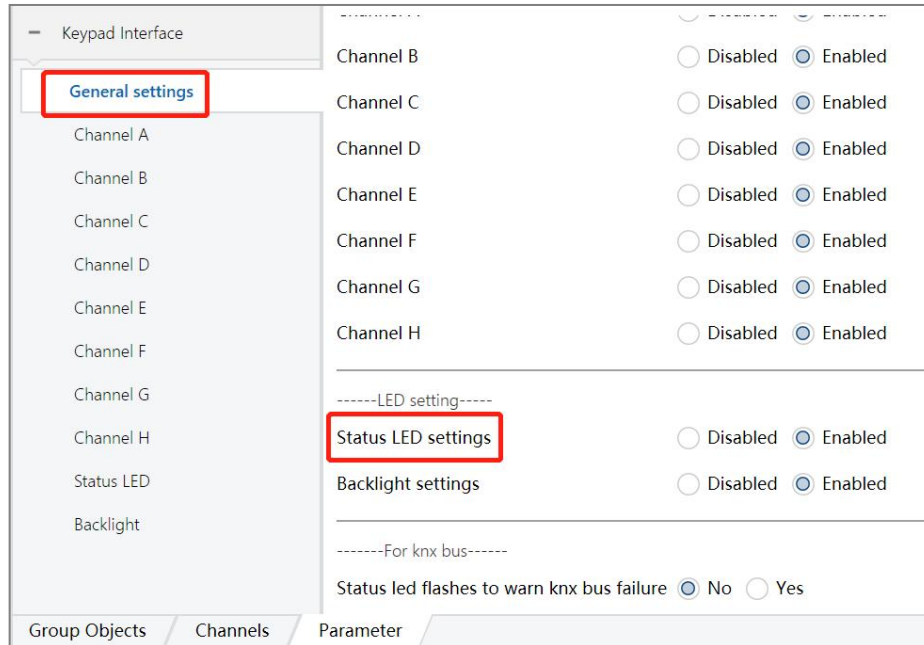 Keypad Interface
General settings
Channel A
Channel B
Channel C
Channel D
Channel E
Channel F
Channel G
Channel H
Status LED
Backlight
Channel B Disabled Enabled
Channel C Disabled Enabled
Channel D Disabled Enabled
Channel E Disabled Enabled
Channel F Disabled Enabled
Channel G Disabled Enabled
Channel H Disabled Enabled
------LED setting-----
Status LED settings Disabled Enabled
Backlight settings Disabled Enabled
-------For knx bus------
Status led flashes to warn knx bus failure No Yes
Group Objects Channels Parameter